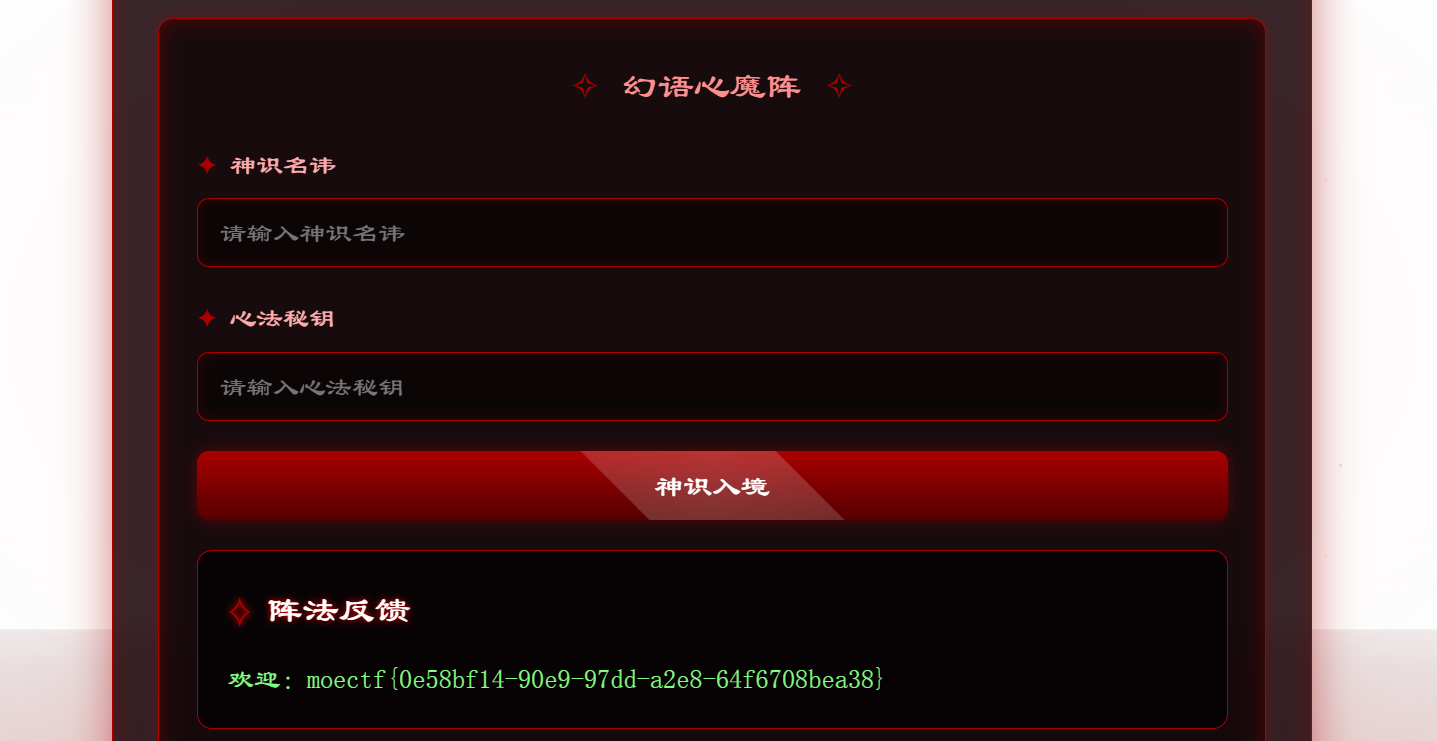 ✧ 幻语心魔阵 ✧
✦ 神识名讳
请输入神识名讳
✦ 心法秘钥
请输入心法秘钥
神识入境
✧ 阵法反馈
欢迎: moectf{0e58bf14-90e9-97dd-a2e8-64f6708bea38}